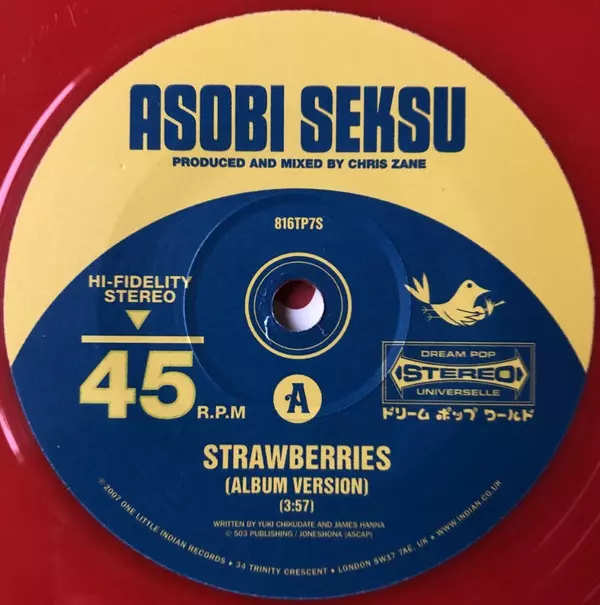 ASOBI SEKSU
PRODUCED AND MIXED BY CHRIS ZANE
816TP7S
HI-FIDELITY
STEREO
45 R.P.M
A
DREAM POP
STEREO
UNIVERSELLE
ドリーム ポップ ワールド
STRAWBERRIES
(ALBUM VERSION)
(3:57)
WRITTEN BY YUKI CHIKUDATE AND JAMES HANNA
© 503 PUBLISHING / JONESHONA (ASCAP)
℗ 2007 ONE LITTLE INDIAN RECORDS • 34 TRINITY CRESCENT • LONDON SW17 7AE, UK • WWW.INDIAN.CO.UK